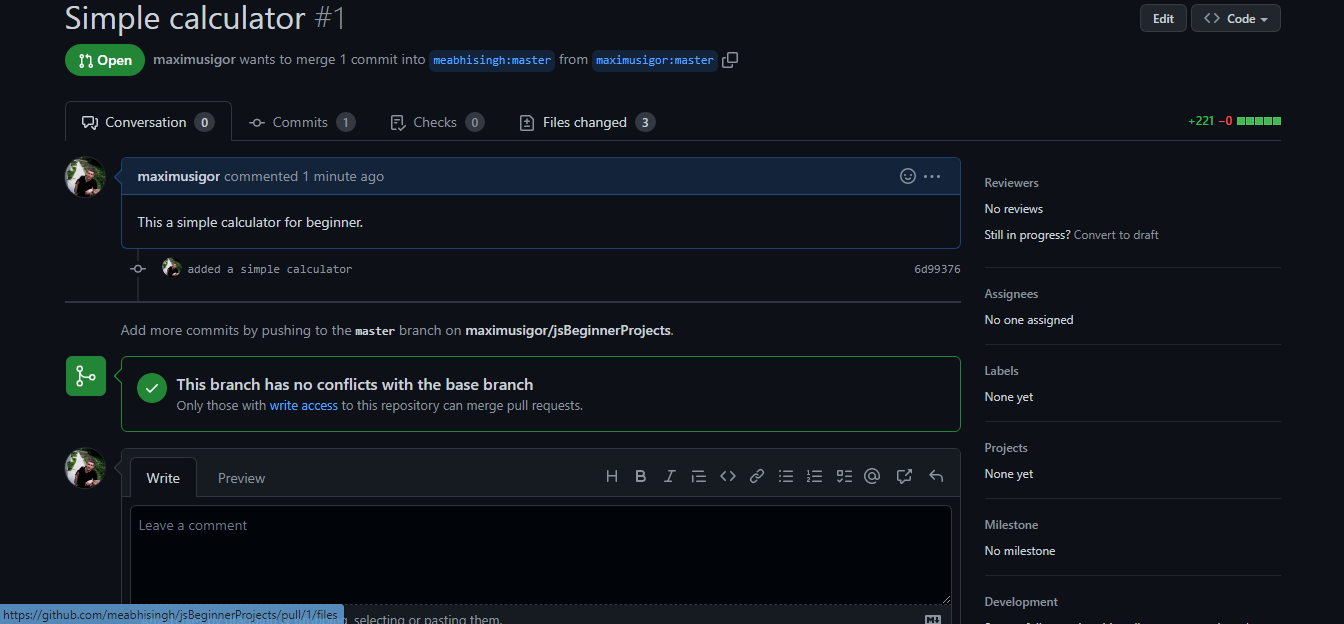 Simple calculator #1
Edit
Code
Open
maximusigor wants to merge 1 commit into meabhisingh:master from maximusigor:master
Conversation 0
Commits 1
Checks 0
Files changed 3
+221 −0
maximusigor commented 1 minute ago
This a simple calculator for beginner.
added a simple calculator
6d99376
Add more commits by pushing to the master branch on maximusigor/jsBeginnerProjects.
This branch has no conflicts with the base branch
Only those with write access to this repository can merge pull requests.
Write
Preview
Leave a comment
selecting or pasting them.
https://github.com/meabhisingh/jsBeginnerProjects/pull/1/files
Reviewers
No reviews
Still in progress? Convert to draft
Assignees
No one assigned
Labels
None yet
Projects
None yet
Milestone
No milestone
Development